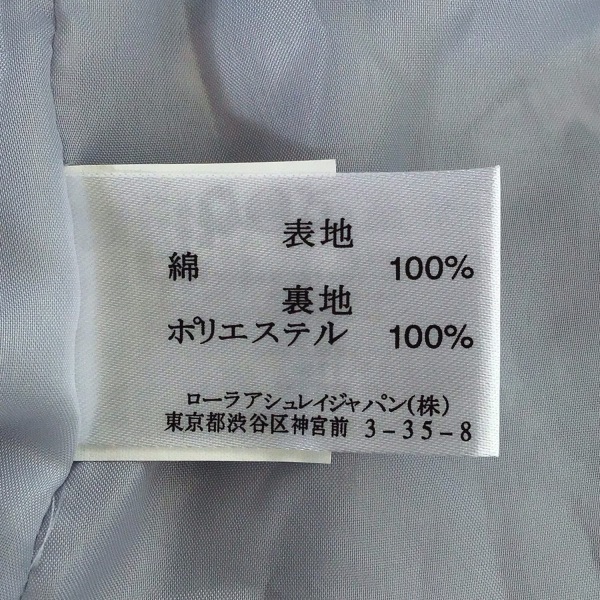 表地
綿 100%
裏地
ポリエステル 100%
ローラアシュレイジャパン(株)
東京都渋谷区神宮前 3-35-8